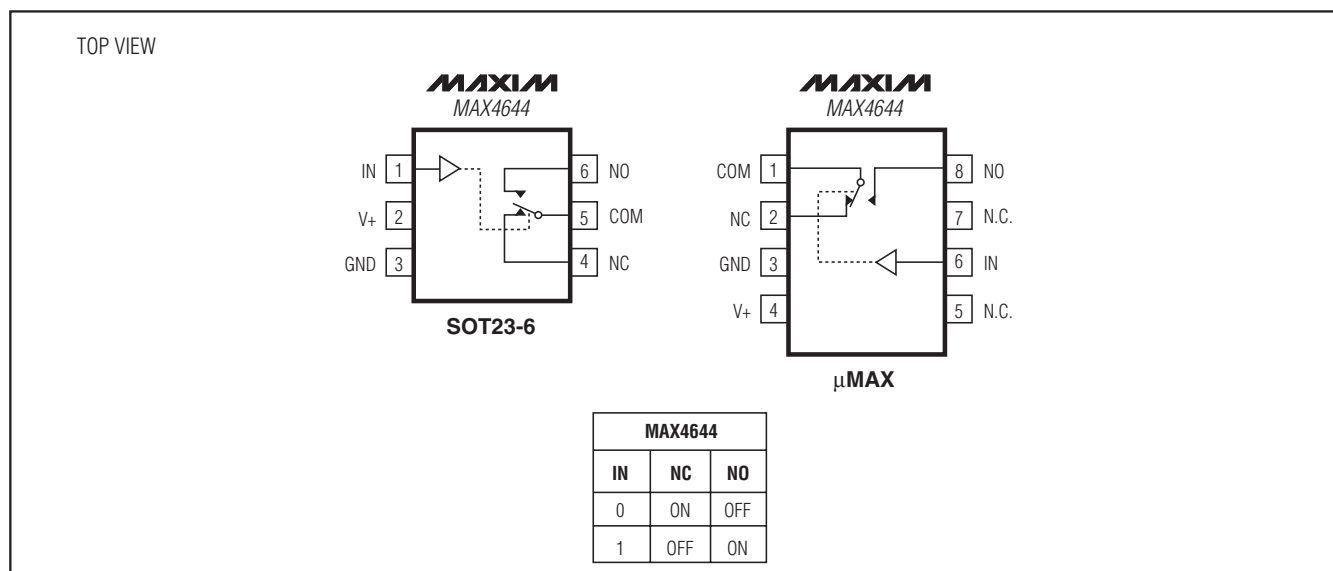 TOP VIEW
MAXIM
MAX4644
IN 1
V+ 2
GND 3
6 NO
5 COM
4 NC
SOT23-6
MAXIM
MAX4644
COM 1
NC 2
GND 3
V+ 4
8 NO
7 N.C.
6 IN
5 N.C.
μMAX
MAX4644
IN NC NO
0 ON OFF
1 OFF ON